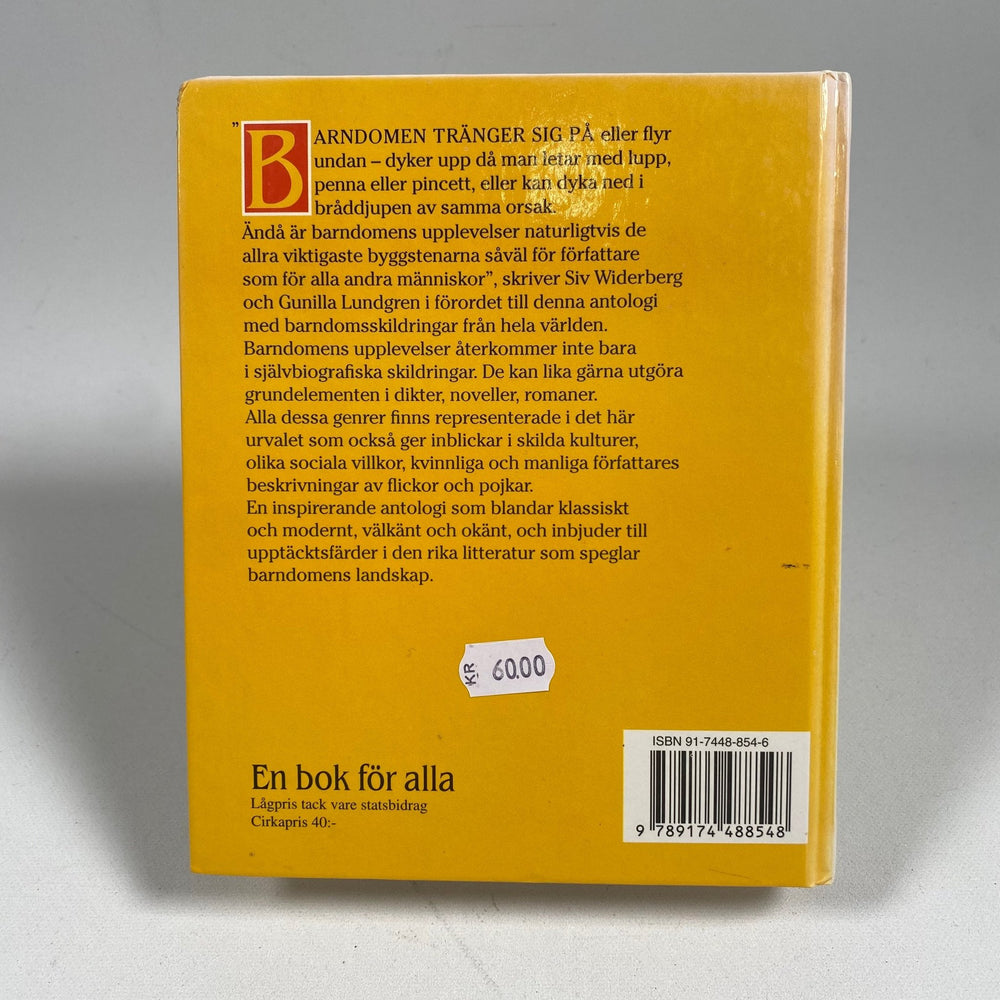 ”BARNDOMEN TRÄNGER SIG PÅ eller flyr
undan – dyker upp då man letar med lupp,
penna eller pincett, eller kan dyka ned i
bråddjupen av samma orsak.
Ändå är barndomens upplevelser naturligtvis de
allra viktigaste byggstenarna såväl för författare
som för alla andra människor”, skriver Siv Widerberg
och Gunilla Lundgren i förordet till denna antologi
med barndomsskildringar från hela världen.
Barndomens upplevelser återkommer inte bara
i självbiografiska skildringar. De kan lika gärna utgöra
grundelementen i dikter, noveller, romaner.
Alla dessa genrer finns representerade i det här
urvalet som också ger inblickar i skilda kulturer,
olika sociala villkor, kvinnliga och manliga författares
beskrivningar av flickor och pojkar.
En inspirerande antologi som blandar klassiskt
och modernt, välkänt och okänt, och inbjuder till
upptäcktsfärder i den rika litteratur som speglar
barndomens landskap.
KR 60.00
En bok för alla
Lågpris tack vare statsbidrag
Cirkapris 40:-
ISBN 91-7448-854-6
9 789174 488548